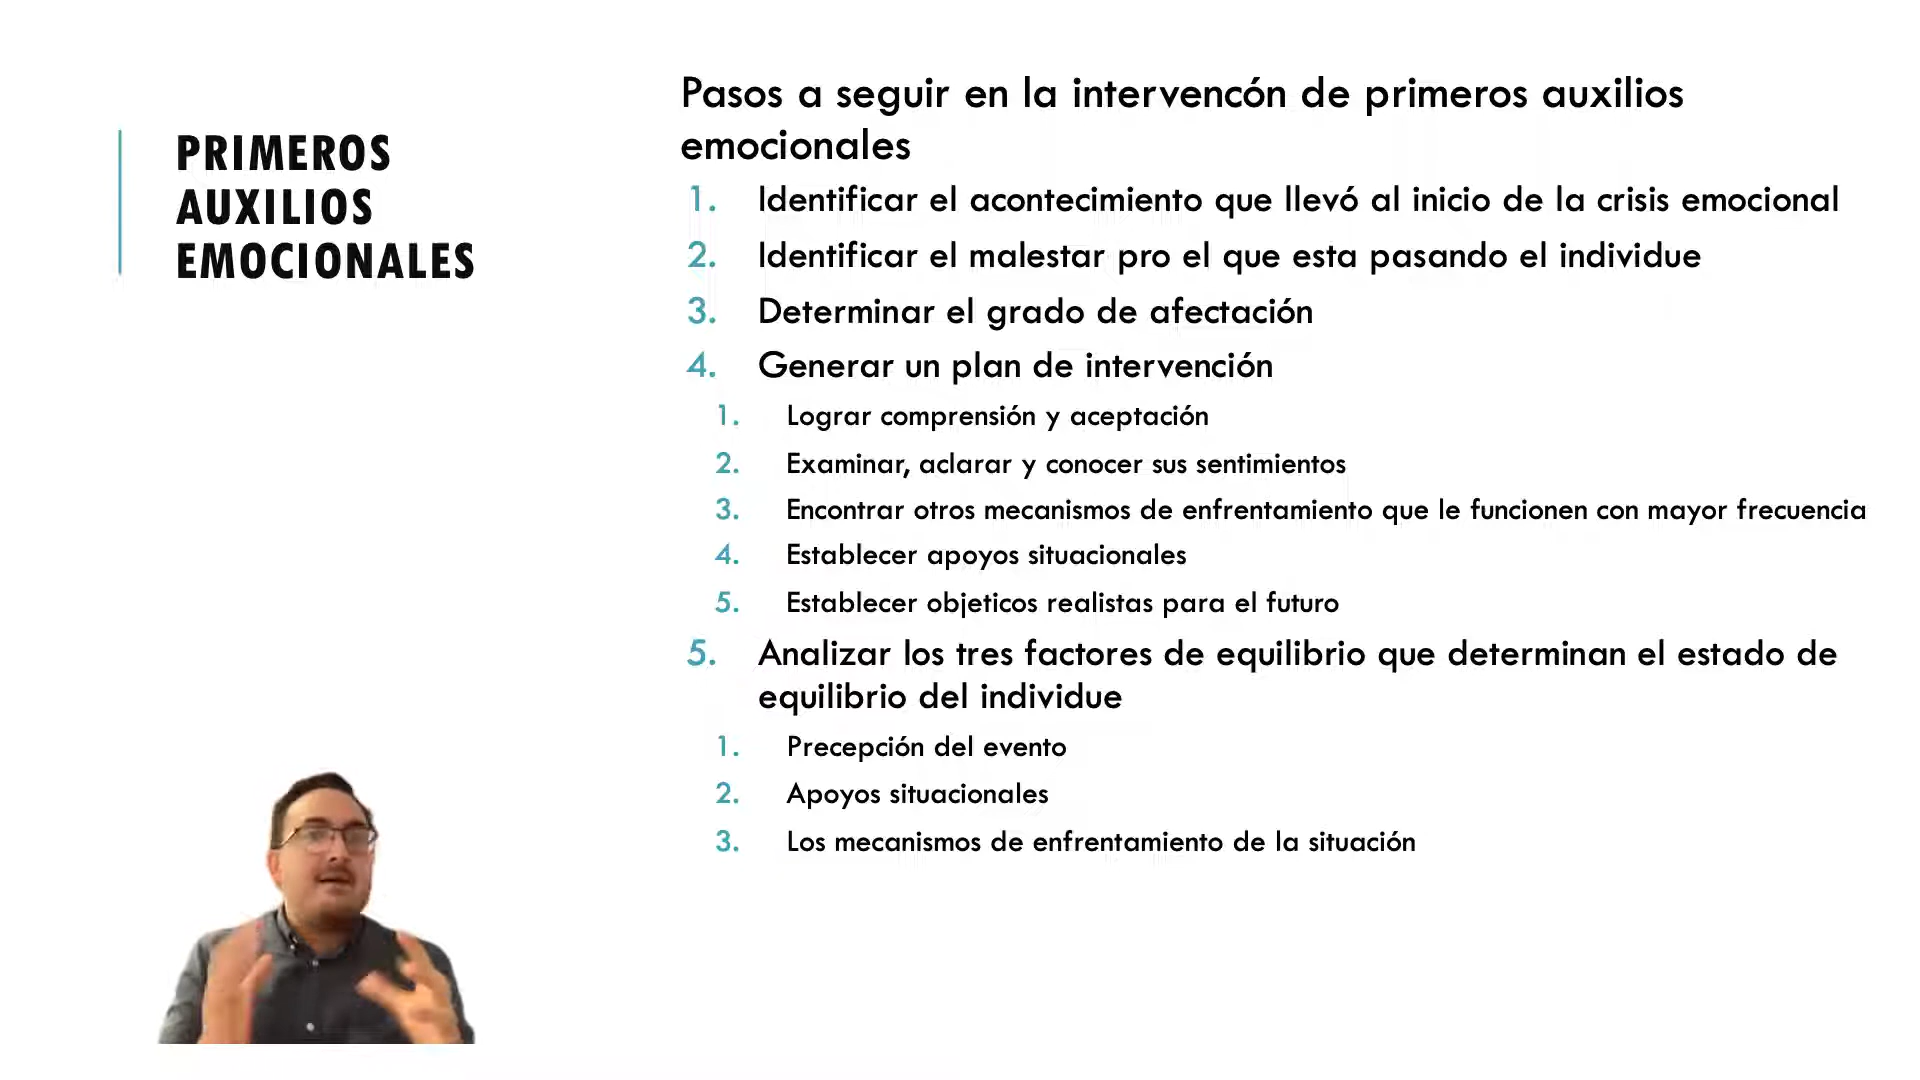 PRIMEROS
AUXILIOS
EMOCIONALES
Pasos a seguir en la intervencón de primeros auxilios
emocionales
1. Identificar el acontecimiento que llevó al inicio de la crisis emocional
2. Identificar el malestar pro el que esta pasando el individue
3. Determinar el grado de afectación
4. Generar un plan de intervención
1. Lograr comprensión y aceptación
2. Examinar, aclarar y conocer sus sentimientos
3. Encontrar otros mecanismos de enfrentamiento que le funcionen con mayor frecuencia
4. Establecer apoyos situacionales
5. Establecer objeticos realistas para el futuro
5. Analizar los tres factores de equilibrio que determinan el estado de
equilibrio del individue
1. Precepción del evento
2. Apoyos situacionales
3. Los mecanismos de enfrentamiento de la situación